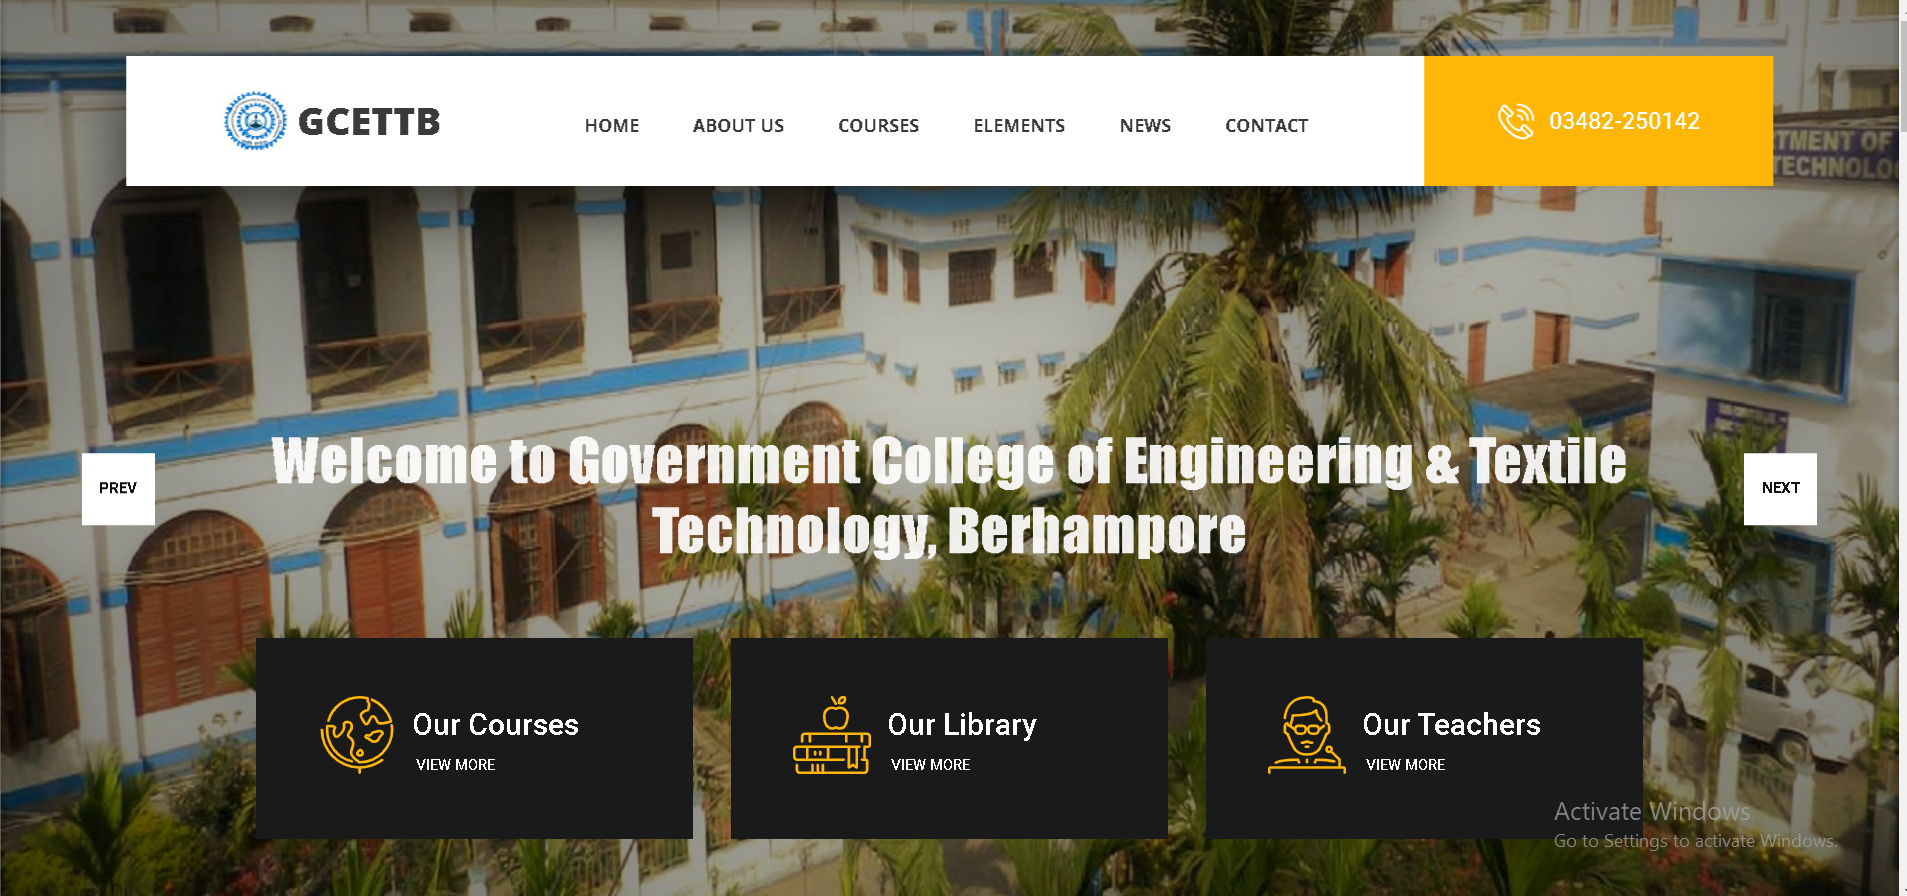 GCETTB
HOME
ABOUT US
COURSES
ELEMENTS
NEWS
CONTACT
03482-250142
TMENT OF
TECHNOLO
Welcome to Government College of Engineering & Textile
Technology, Berhampore
PREV
NEXT
Our Courses
VIEW MORE
Our Library
VIEW MORE
Our Teachers
VIEW MORE
Activate Windows
Go to Settings to activate Windows.